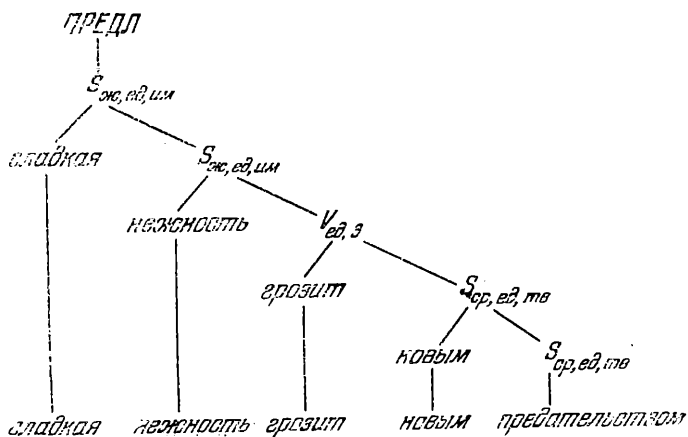 ПРЕДЛ
S ж,ед,им
сладкая S ж,ед,им
нежность V ед,3
грозит S ср,ед,тв
новым S ср,ед,тв
сладкая нежность грозит новым предательством